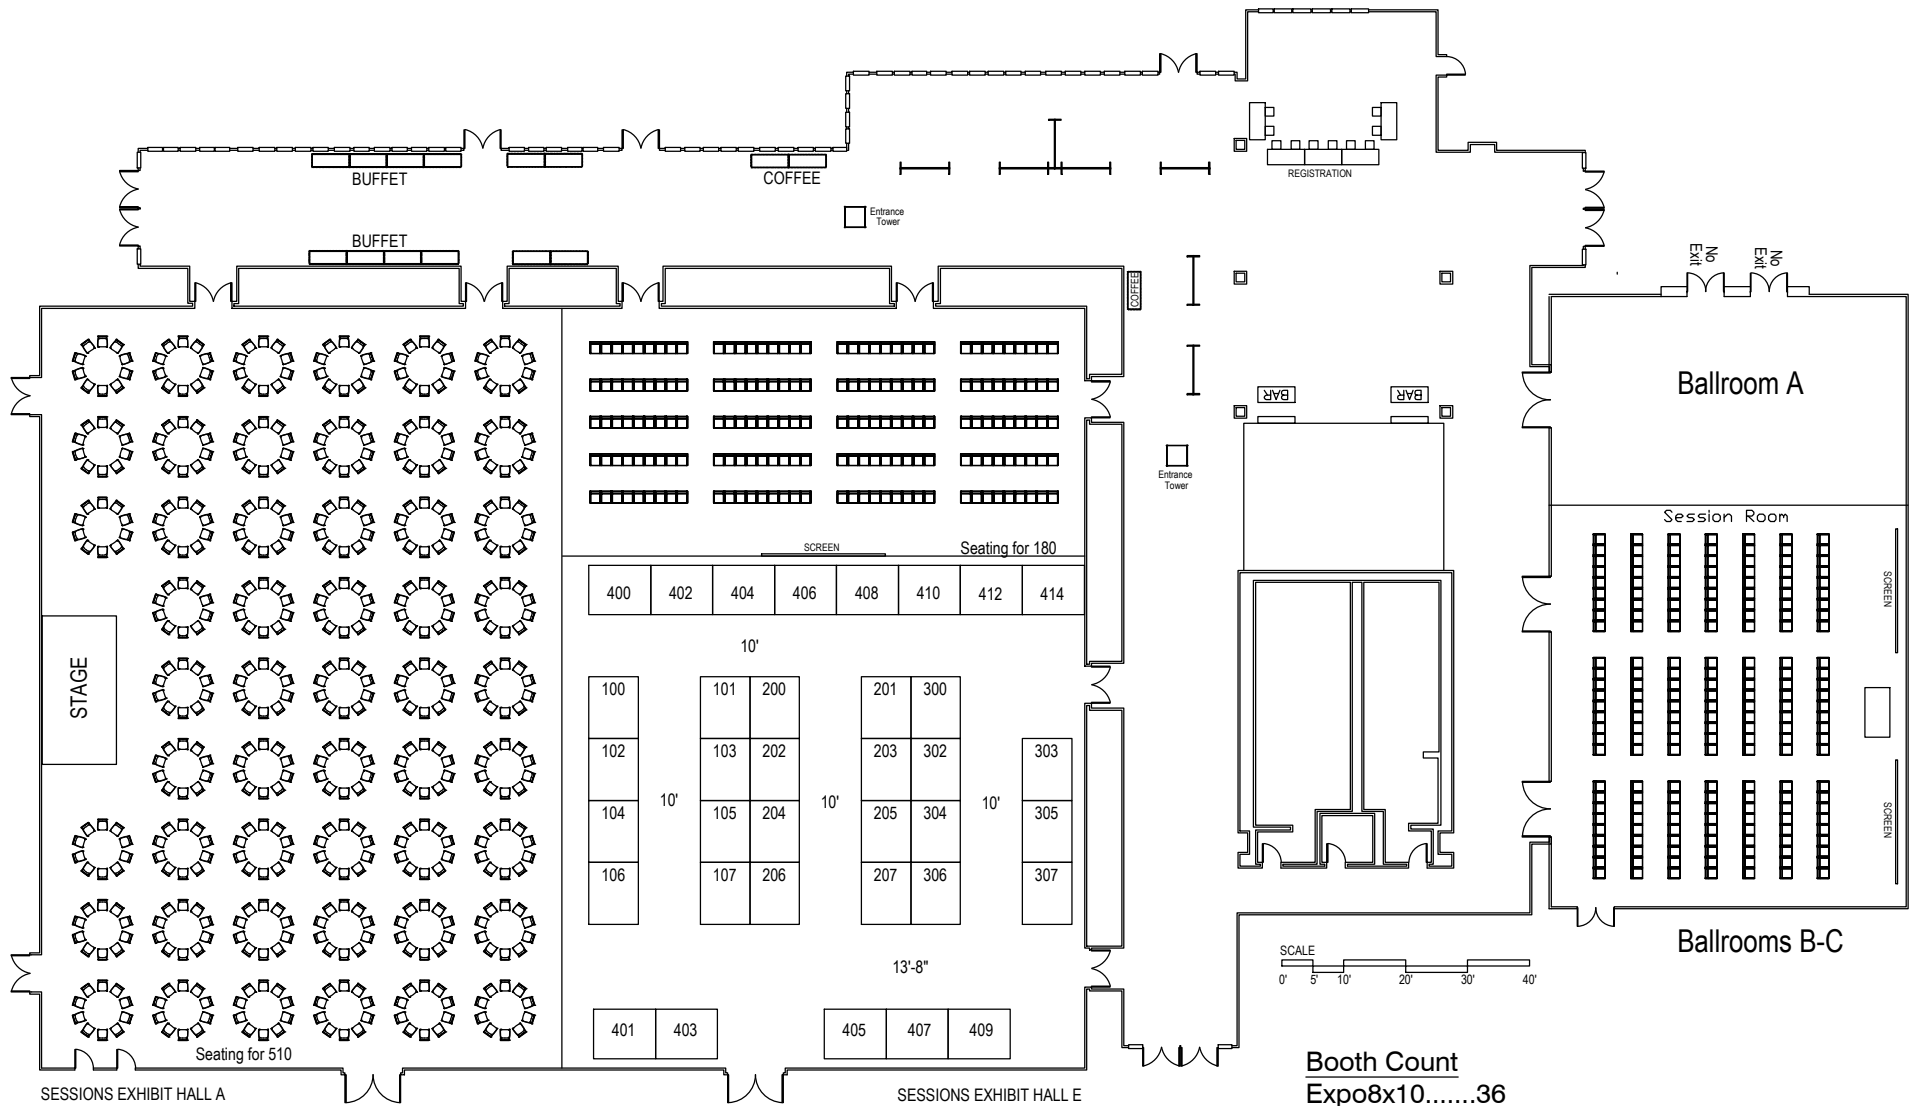 BUFFET
COFFEE
REGISTRATION
Entrance
Tower
BUFFET
COFFEE
No
Exit
No
Exit
BAR
BAR
Ballroom A
Entrance
Tower
Session Room
SCREEN
Seating for 180
SCREEN
400 402 404 406 408 410 412 414
10'
STAGE
100 101 200 201 300
102 103 202 203 302 303
10' 10' 10'
104 105 204 205 304 305
SCREEN
106 107 206 207 306 307
Ballrooms B-C
SCALE
13'-8"
0' 5' 10' 20' 30' 40'
401 403 405 407 409
Seating for 510
Booth Count
SESSIONS EXHIBIT HALL A
SESSIONS EXHIBIT HALL E
Expo8x10.......36